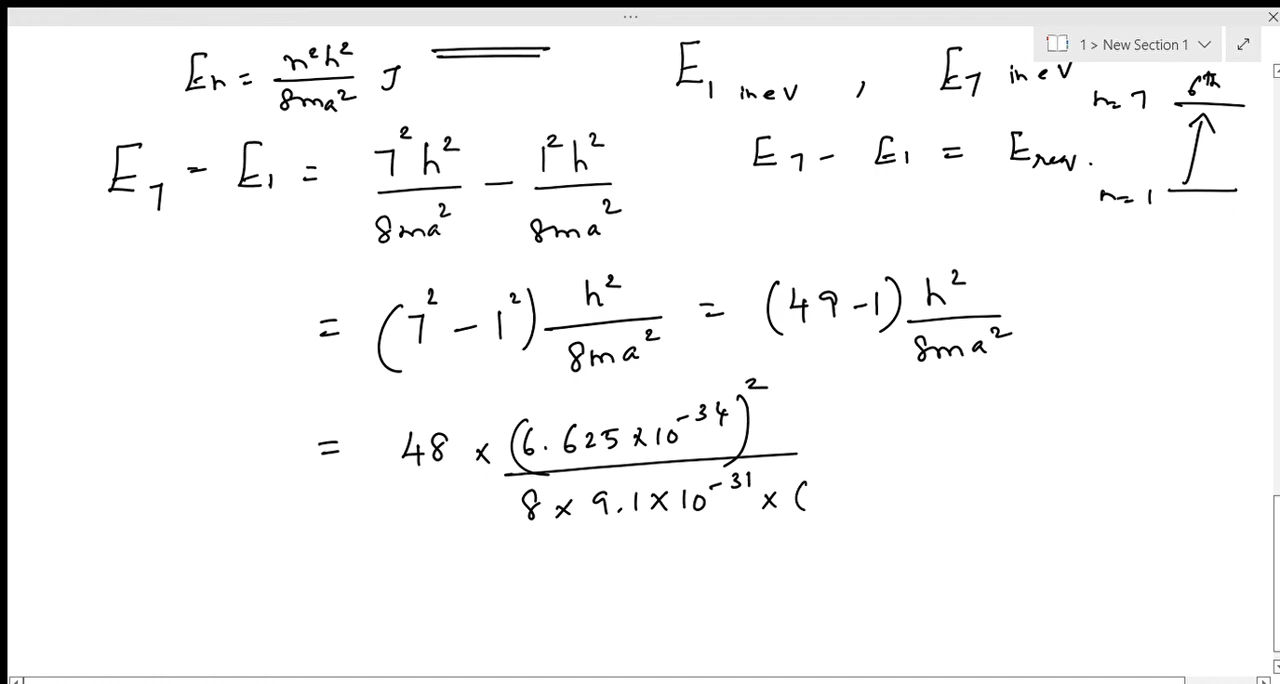 1 > New Section 1
En = n²h² / 8ma² J
E₁ in eV , E₇ in eV
n=7 6th
E₇ - E₁ = 7²h² / 8ma² - 1²h² / 8ma²
E₇ - E₁ = Ereq.
n=1
= (7² - 1²) h² / 8ma² = (49 - 1) h² / 8ma²
= 48 × (6.625 × 10⁻³⁴)² / 8 × 9.1 × 10⁻³¹ × (